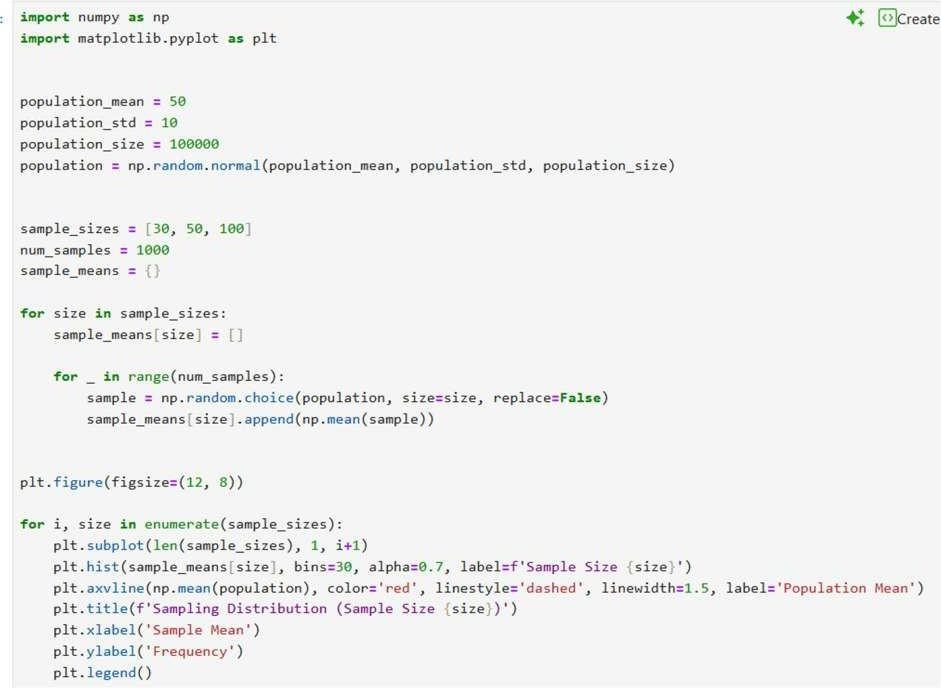 :
import numpy as np
import matplotlib.pyplot as plt
Create
population_mean = 50
population_std = 10
population_size = 100000
population = np.random.normal(population_mean, population_std, population_size)
sample_sizes = [30, 50, 100]
num_samples = 1000
sample_means = {}
for size in sample_sizes:
    sample_means[size] = []
    for _ in range(num_samples):
        sample = np.random.choice(population, size=size, replace=False)
        sample_means[size].append(np.mean(sample))
plt.figure(figsize=(12, 8))
for i, size in enumerate(sample_sizes):
    plt.subplot(len(sample_sizes), 1, i+1)
    plt.hist(sample_means[size], bins=30, alpha=0.7, label=f'Sample Size {size}')
    plt.axvline(np.mean(population), color='red', linestyle='dashed', linewidth=1.5, label='Population Mean')
    plt.title(f'Sampling Distribution (Sample Size {size})')
    plt.xlabel('Sample Mean')
    plt.ylabel('Frequency')
    plt.legend()